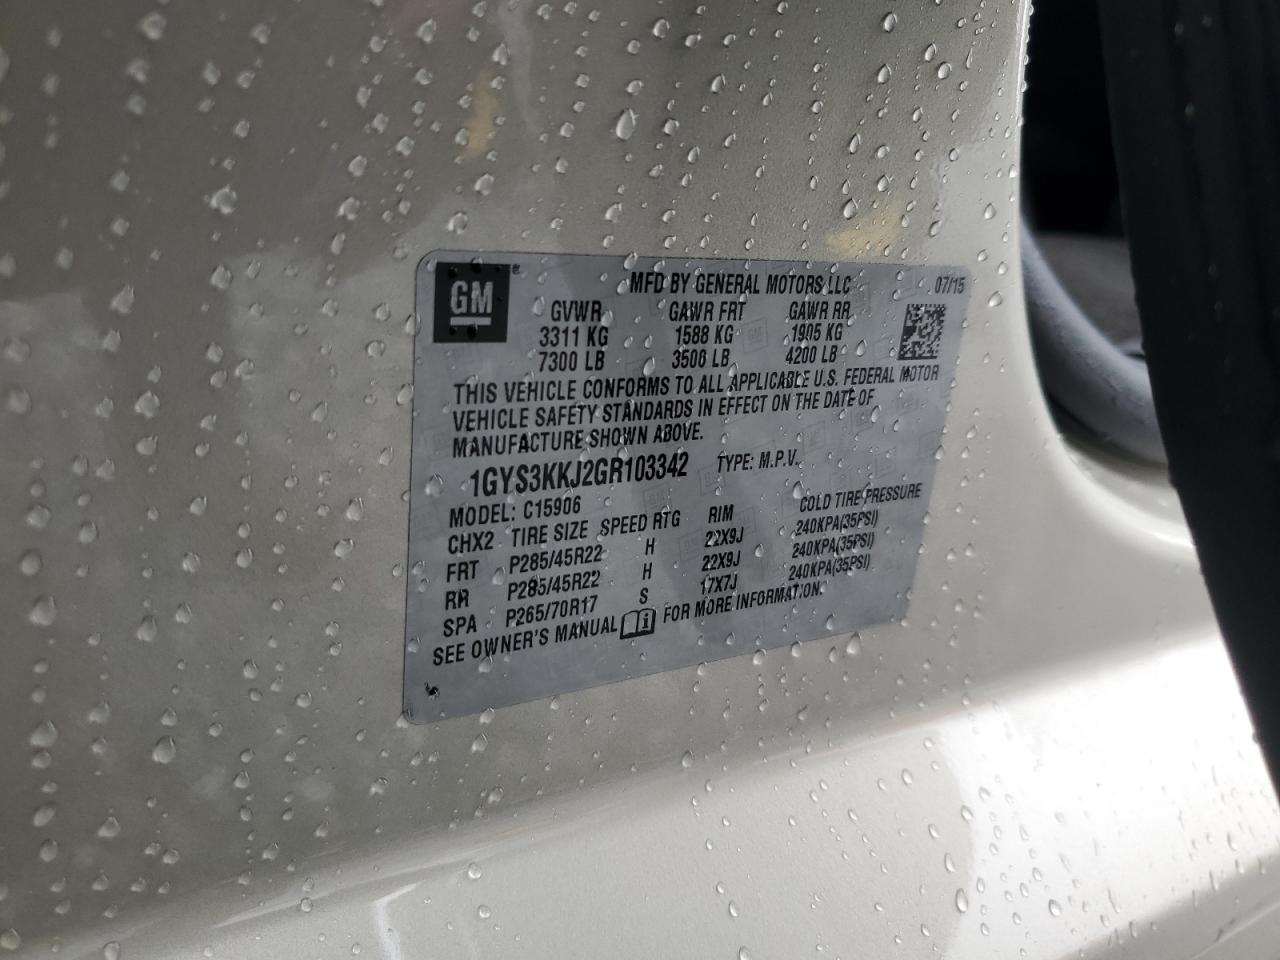 GM
MFD BY GENERAL MOTORS LLC 07/15
GVWR GAWR FRT GAWR RR
3311 KG 1588 KG 1905 KG
7300 LB 3500 LB 4200 LB
THIS VEHICLE CONFORMS TO ALL APPLICABLE U.S. FEDERAL MOTOR
VEHICLE SAFETY STANDARDS IN EFFECT ON THE DATE OF
MANUFACTURE SHOWN ABOVE.
1GYS3KKJ2GR103342 TYPE: M.P.V.
MODEL: C15906
CHX2 TIRE SIZE SPEED RTG RIM COLD TIRE PRESSURE
FRT P285/45R22 H 22X9J 240KPA(35PSI)
RR P285/45R22 H 22X9J 240KPA(35PSI)
SPA P265/70R17 S 17X7J 240KPA(35PSI)
SEE OWNER'S MANUAL FOR MORE INFORMATION.